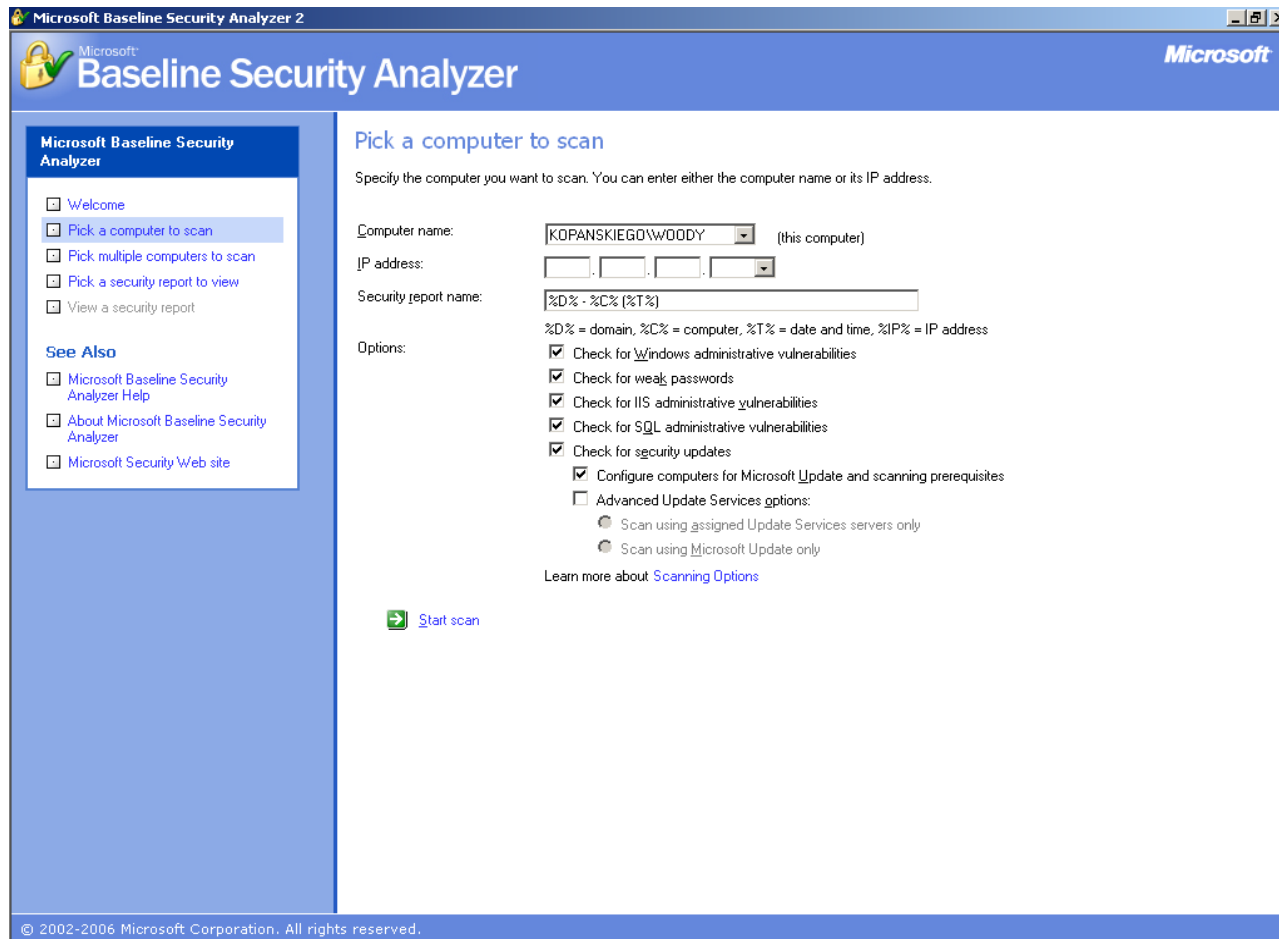 Microsoft Baseline Security Analyzer 2
Microsoft
Baseline Security Analyzer
Microsoft
Microsoft Baseline Security
Analyzer
Welcome
Pick a computer to scan
Pick multiple computers to scan
Pick a security report to view
View a security report
See Also
Microsoft Baseline Security
Analyzer Help
About Microsoft Baseline Security
Analyzer
Microsoft Security Web site
Pick a computer to scan
Specify the computer you want to scan. You can enter either the computer name or its IP address.
Computer name: KOPANSKIEGO\WOODY (this computer)
IP address: . . .
Security report name: %D% - %C% (%T%)
%D% = domain, %C% = computer, %T% = date and time, %IP% = IP address
Options:
Check for Windows administrative vulnerabilities
Check for weak passwords
Check for IIS administrative vulnerabilities
Check for SQL administrative vulnerabilities
Check for security updates
Configure computers for Microsoft Update and scanning prerequisites
Advanced Update Services options:
Scan using assigned Update Services servers only
Scan using Microsoft Update only
Learn more about Scanning Options
Start scan
© 2002-2006 Microsoft Corporation. All rights reserved.